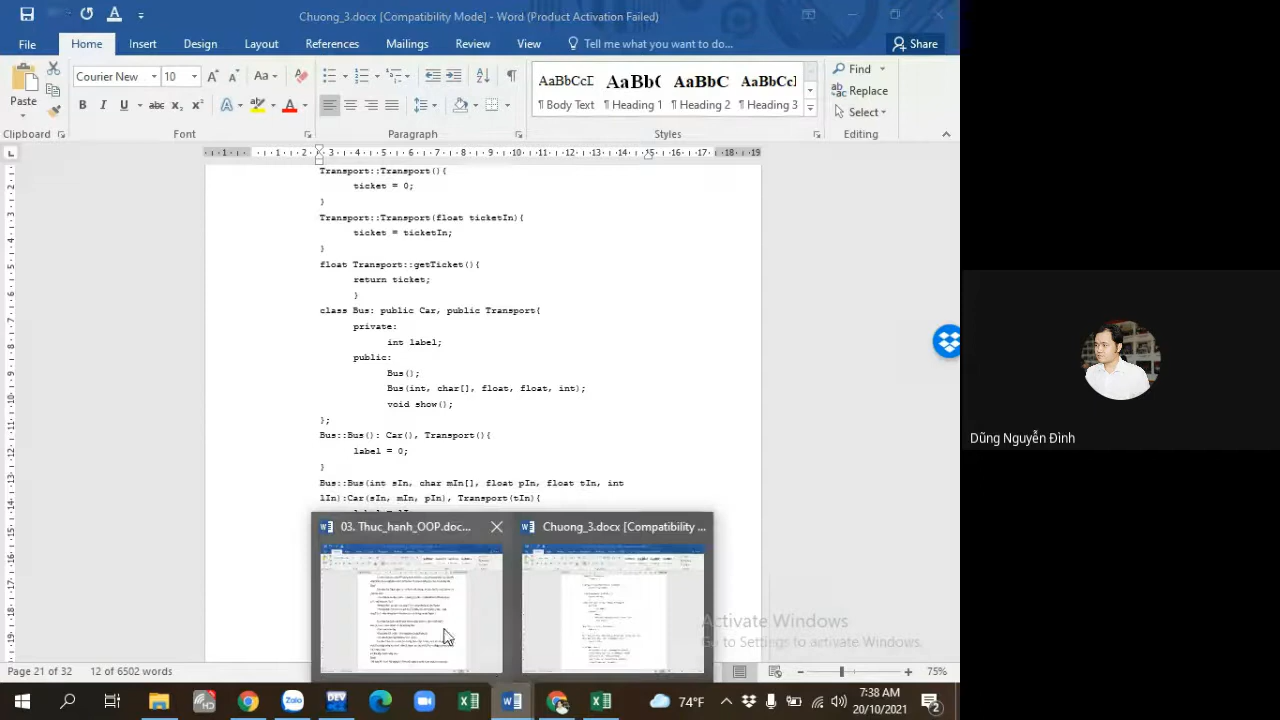 Chuong_3.docx [Compatibility Mode] - Word (Product Activation Failed)
File Home Insert Design Layout References Mailings Review View Tell me what you want to do... Share
Paste
Courier New 10
Find
Replace
Select
AaBbCcD AaBb( AaBbC AaBbCcI
¶ Body Text ¶ Heading 1 ¶ Heading 2 ¶ Heading 3
Clipboard Font Paragraph Styles Editing
Transport::Transport(){
ticket = 0;
}
Transport::Transport(float ticketIn){
ticket = ticketIn;
}
float Transport::getTicket(){
return ticket;
}
class Bus: public Car, public Transport{
private:
int label;
public:
Bus();
Bus(int, char[], float, float, int);
void show();
};
Bus::Bus(): Car(), Transport(){
label = 0;
}
Bus::Bus(int sIn, char mIn[], float pIn, float tIn, int
lIn):Car(sIn, mIn, pIn), Transport(tIn){
03. Thuc_hanh_OOP.doc...
Chuong_3.docx [Compatibility ...
Dũng Nguyễn Đình
Activate Windows
Go to Settings to activate Windows.
Page 21 of 32
75%
Zalo
DEV
74°F
7:38 AM
20/10/2021
2